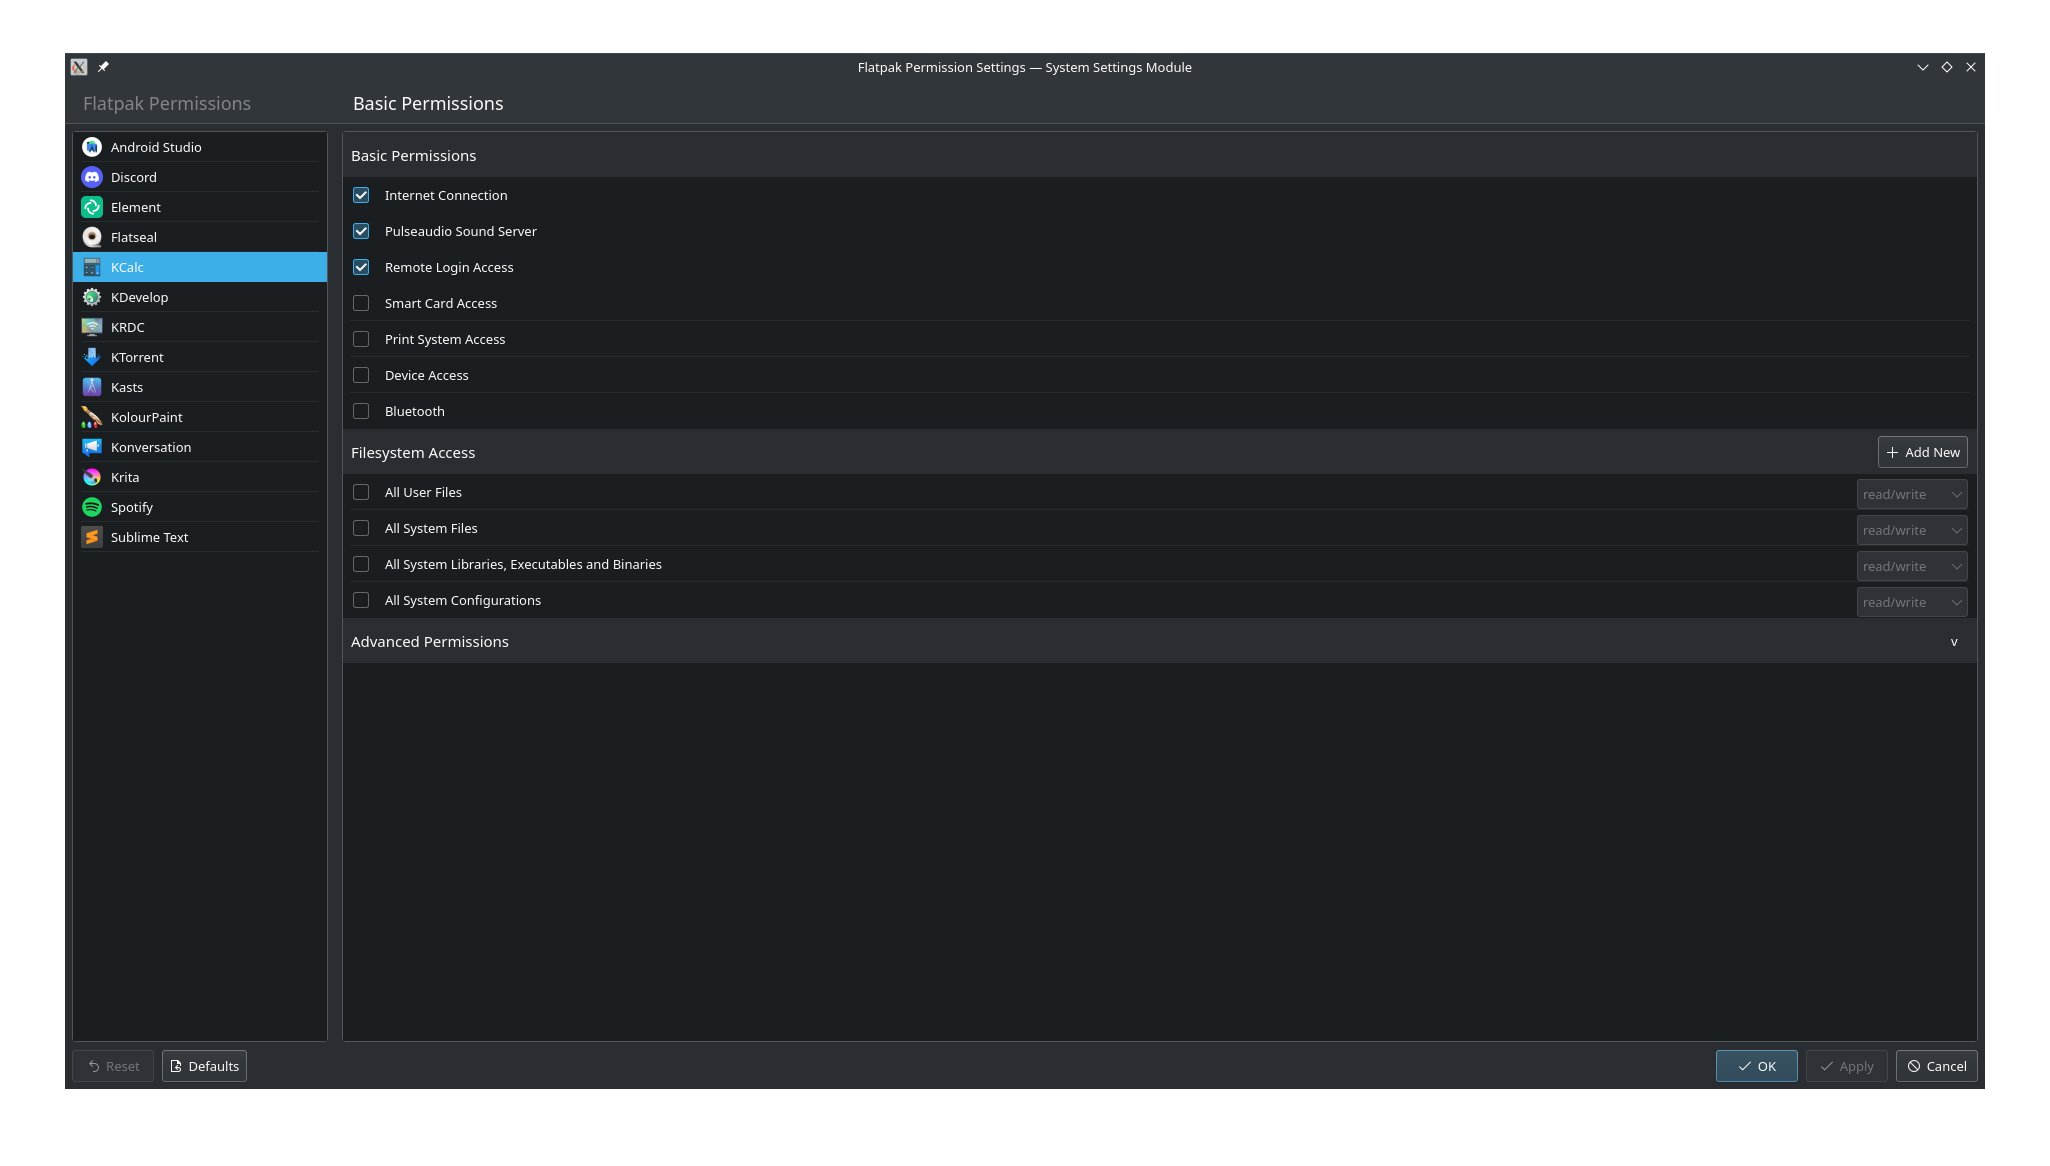 Flatpak Permission Settings — System Settings Module
Flatpak Permissions
Basic Permissions
Android Studio
Discord
Element
Flatseal
KCalc
KDevelop
KRDC
KTorrent
Kasts
KolourPaint
Konversation
Krita
Spotify
Sublime Text
Basic Permissions
Internet Connection
Pulseaudio Sound Server
Remote Login Access
Smart Card Access
Print System Access
Device Access
Bluetooth
Filesystem Access
Add New
All User Files
read/write
All System Files
read/write
All System Libraries, Executables and Binaries
read/write
All System Configurations
read/write
Advanced Permissions
v
Reset
Defaults
OK
Apply
Cancel